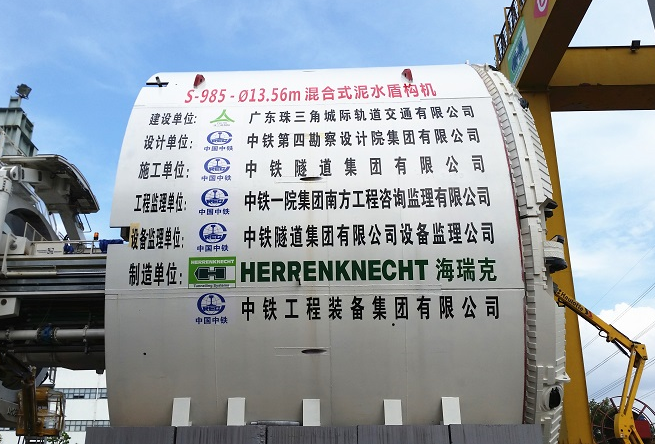 S-985-Ø13.56m 混合式泥水盾构机
建设单位: 广东珠三角城际轨道交通有限公司
设计单位: 中国中铁 中铁第四勘察设计院集团有限公司
施工单位: 中国中铁 中铁隧道集团有限公司
工程监理单位: 中国中铁 中铁一院集团南方工程咨询监理有限公司
设备监理单位: 中国中铁 中铁隧道集团有限公司设备监理公司
制造单位: HERRENKNECHT Tunnelling Systems HERRENKNECHT 海瑞克
中国中铁 中铁工程装备集团有限公司